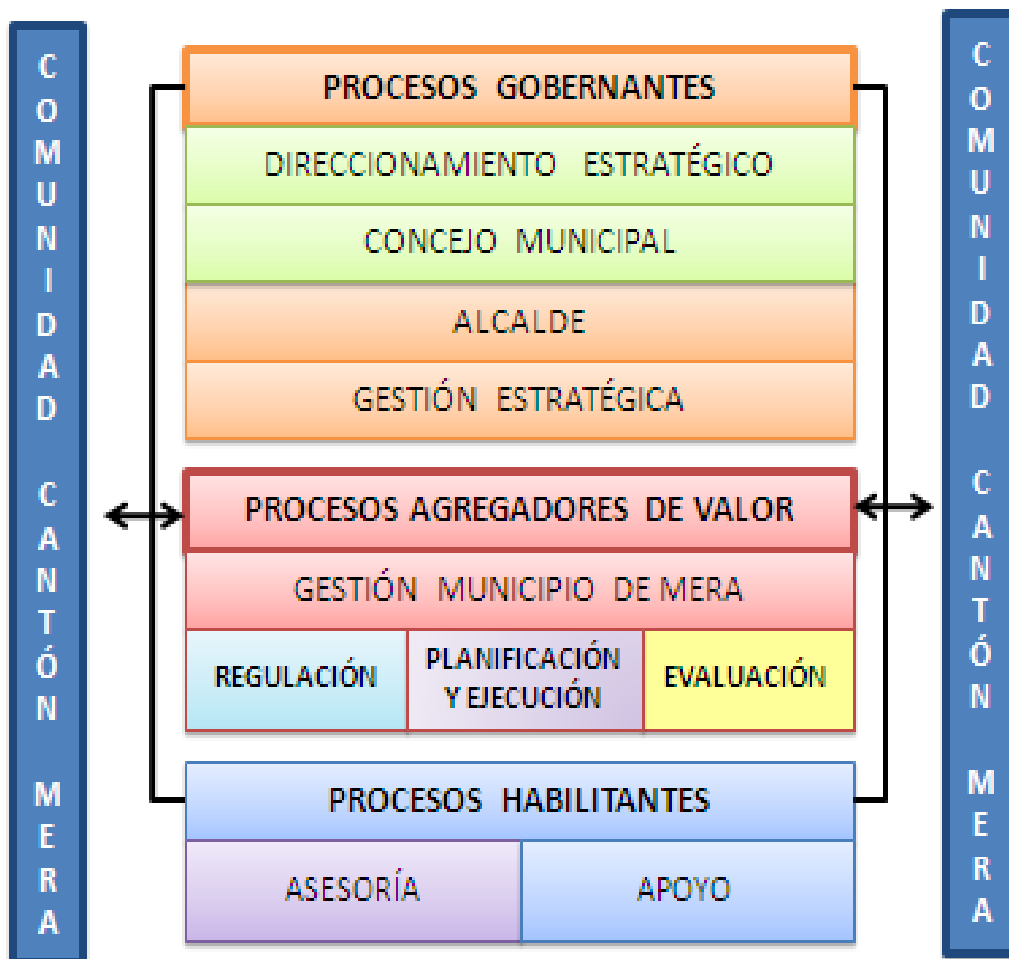 COMUNIDAD CANTÓN MERA
PROCESOS GOBERNANTES
DIRECCIONAMIENTO ESTRATÉGICO
CONCEJO MUNICIPAL
ALCALDE
GESTIÓN ESTRATÉGICA
PROCESOS AGREGADORES DE VALOR
GESTIÓN MUNICIPIO DE MERA
REGULACIÓN
PLANIFICACIÓN
Y EJECUCIÓN
EVALUACIÓN
PROCESOS HABILITANTES
ASESORÍA
APOYO
COMUNIDAD CANTÓN MERA